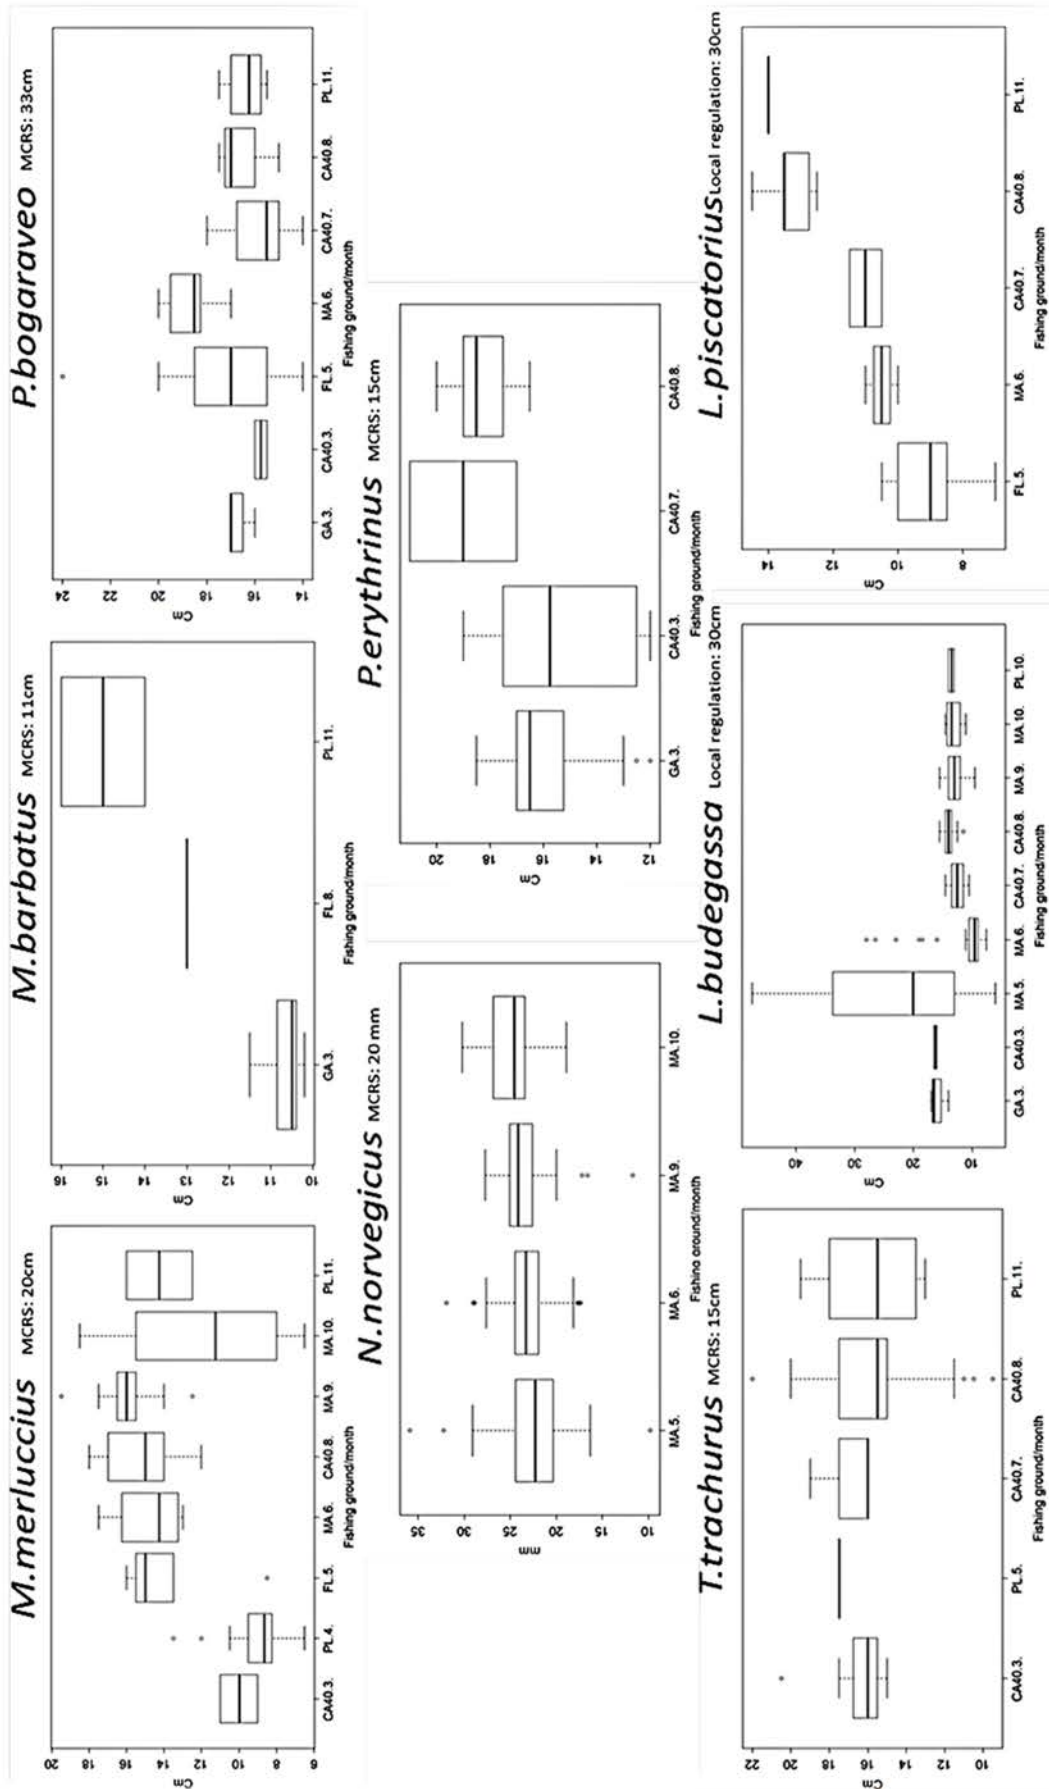 M.merluccius MCRS: 20cm
20
18
16
14
12
10
8
6
Cm
CA40.3. PL.4. FL.5. MA.6. CA40.8. MA.9. MA.10. PL.11.
Fishing ground/month
M.barbatus MCRS: 11cm
16
15
14
13
12
11
10
Cm
GA.3. FL.8. PL.11.
Fishing ground/month
P.bogaraveo MCRS: 33cm
24
22
20
18
16
14
Cm
GA.3. CA40.3. FL.5. MA.6. CA40.7. CA40.8. PL.11.
Fishing ground/month
N.norvegicus MCRS: 20 mm
35
30
25
20
15
10
mm
MA.5. MA.6. MA.9. MA.10.
Fishing ground/month
P.erythrinus MCRS: 15cm
20
18
16
14
12
Cm
GA.3. CA40.3. CA40.7. CA40.8.
Fishing ground/month
T.trachurus MCRS: 15cm
22
20
18
16
14
12
10
Cm
CA40.3. PL.5. CA40.7. CA40.8. PL.11.
Fishing ground/month
L.budegassa Local regulation: 30cm
40
30
20
10
Cm
GA.3. CA40.3. MA.5. MA.6. CA40.7. CA40.8. MA.9. MA.10. PL.10.
Fishing ground/month
L.piscatorius Local regulation: 30cm
14
12
10
8
Cm
FL.5. MA.6. CA40.7. CA40.8. PL.11.
Fishing ground/month